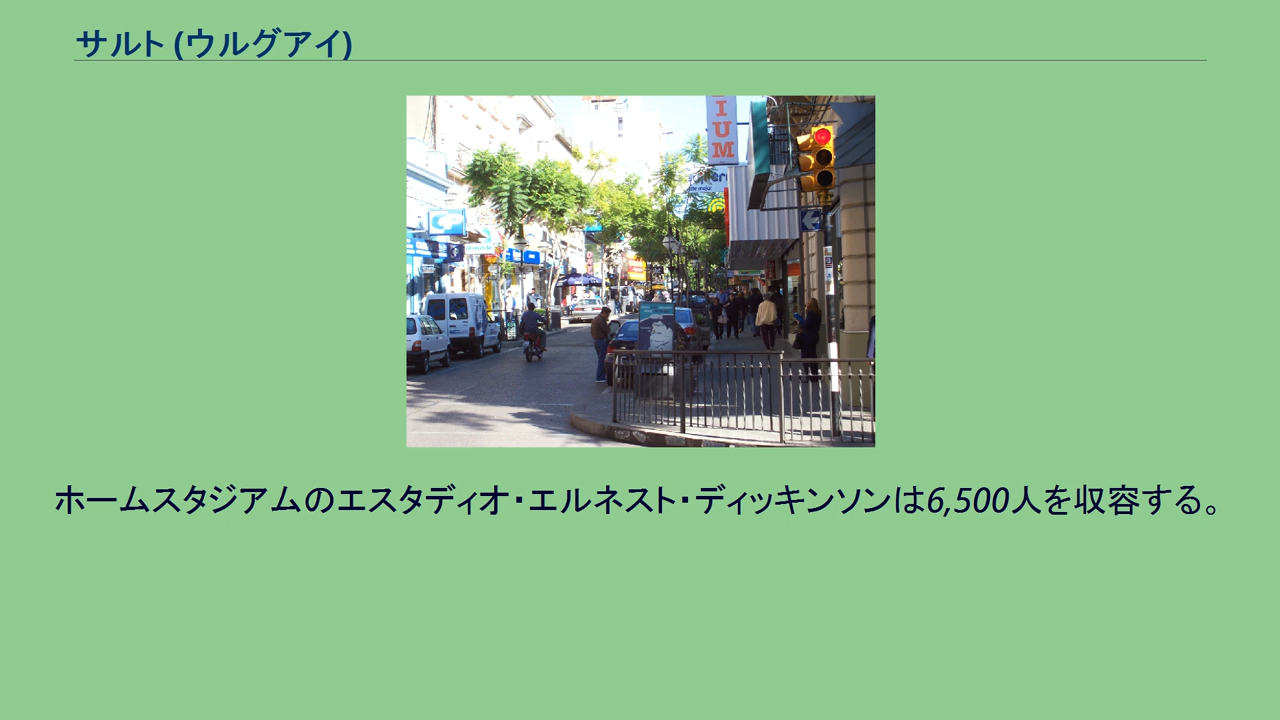 サルト (ウルグアイ)
IUM
ホームスタジアムのエスタディオ・エルネスト・ディッキンソンは6,500人を収容する。